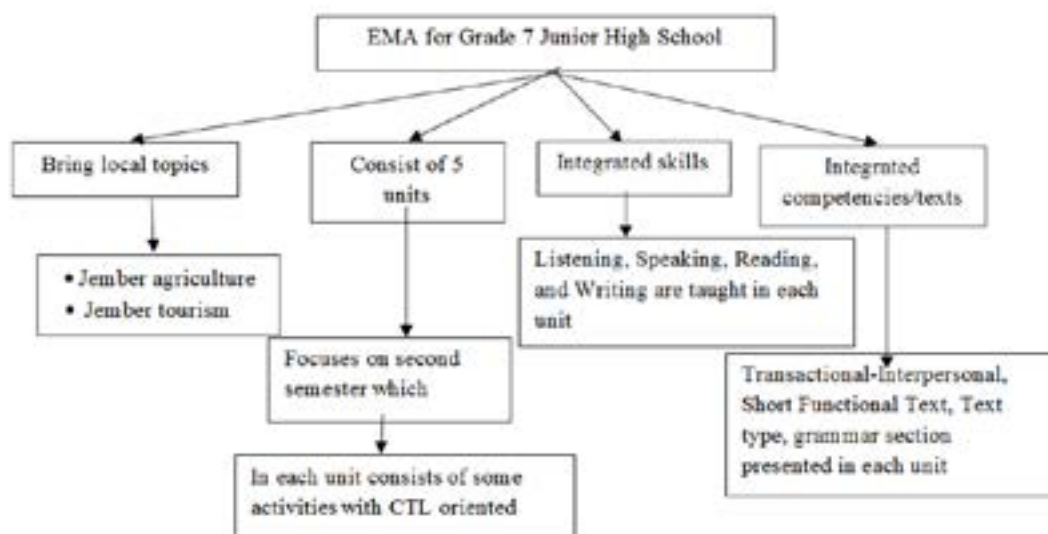 EMA for Grade 7 Junior High School
Bring local topics
Consist of 5
units
Integrated skills
Integrated
competencies/texts
• Jember agriculture
• Jember tourism
Listening, Speaking, Reading,
and Writing are taught in each
unit
Focuses on second
semester which
Transactional-Interpersonal,
Short Functional Text, Text
type, grammar section
presented in each unit
In each unit consists of some
activities with CTL oriented